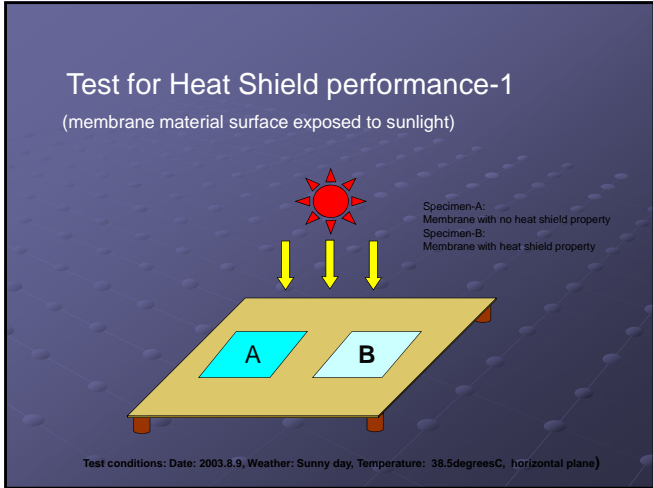 Test for Heat Shield performance-1
(membrane material surface exposed to sunlight)
Specimen-A:
Membrane with no heat shield property
Specimen-B:
Membrane with heat shield property
A
B
Test conditions: Date: 2003.8.9, Weather: Sunny day, Temperature: 38.5degreesC, horizontal plane)